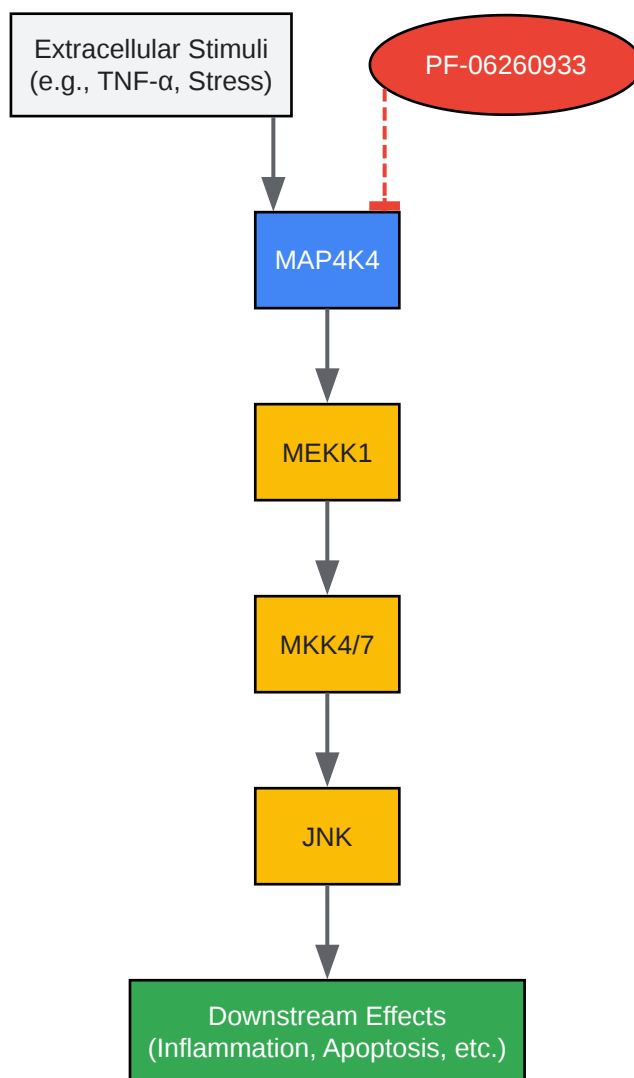 Extracellular Stimuli
(e.g., TNF-α, Stress)
PF-06260933
MAP4K4
MEKK1
MKK4/7
JNK
Downstream Effects
(Inflammation, Apoptosis, etc.)